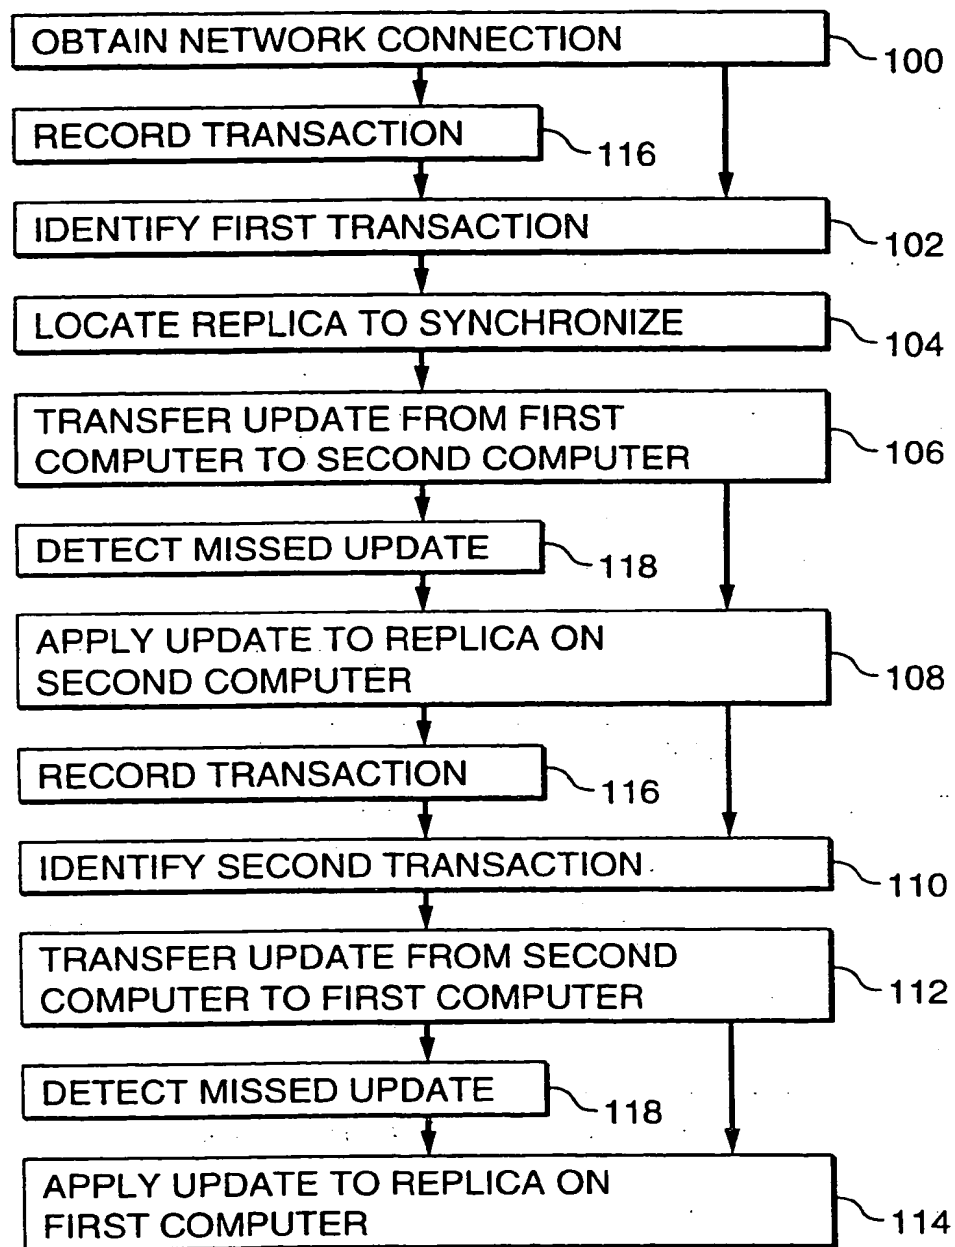 OBTAIN NETWORK CONNECTION
100
RECORD TRANSACTION
116
IDENTIFY FIRST TRANSACTION
102
LOCATE REPLICA TO SYNCHRONIZE
104
TRANSFER UPDATE FROM FIRST
COMPUTER TO SECOND COMPUTER
106
DETECT MISSED UPDATE
118
APPLY UPDATE TO REPLICA ON
SECOND COMPUTER
108
RECORD TRANSACTION
116
IDENTIFY SECOND TRANSACTION
110
TRANSFER UPDATE FROM SECOND
COMPUTER TO FIRST COMPUTER
112
DETECT MISSED UPDATE
118
APPLY UPDATE TO REPLICA ON
FIRST COMPUTER
114